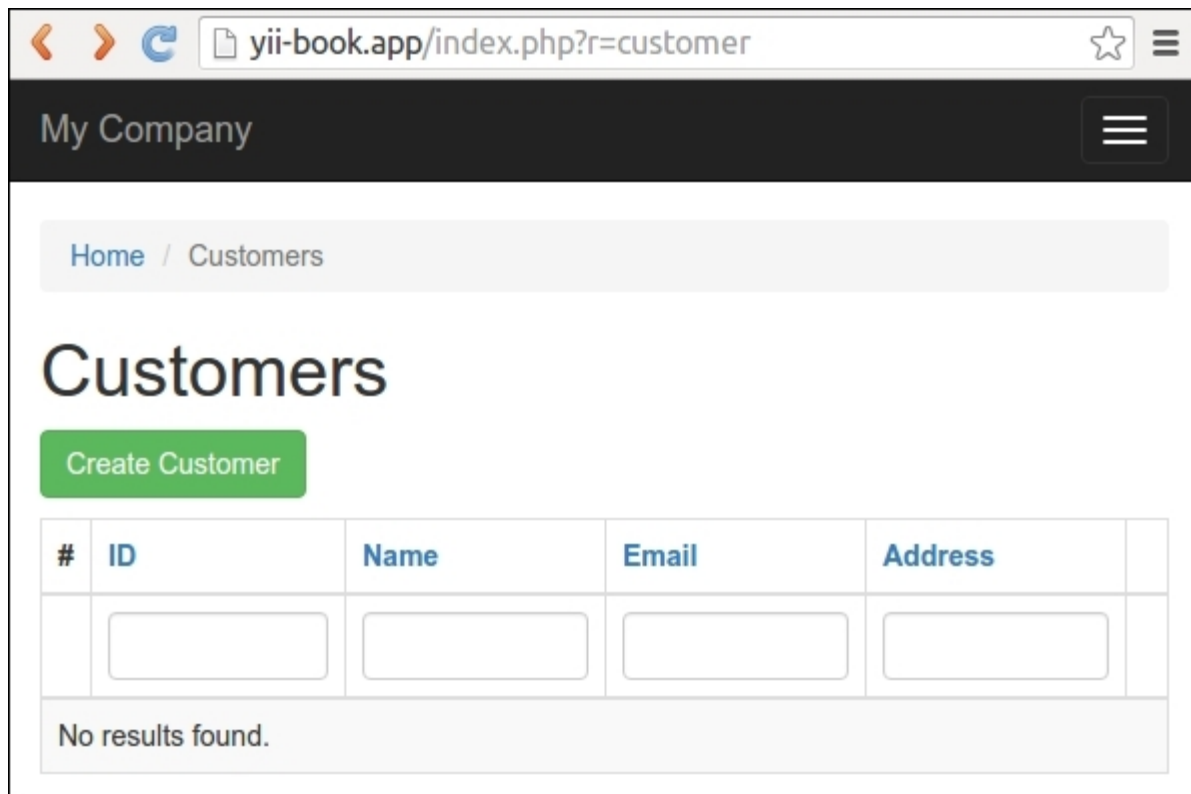 yii-book.app/index.php?r=customer
My Company
Home / Customers
Customers
Create Customer
# ID Name Email Address
No results found.